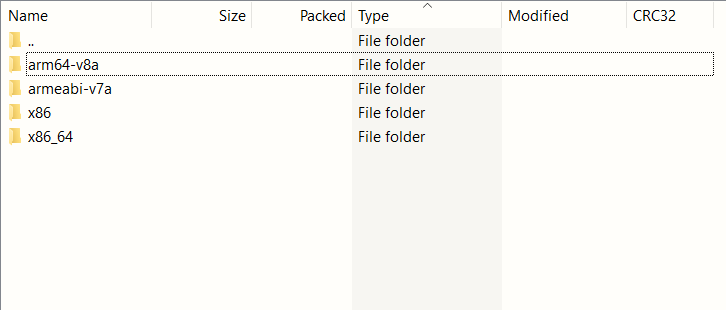 Name Size Packed Type Modified CRC32
.. File folder
arm64-v8a File folder
armeabi-v7a File folder
x86 File folder
x86_64 File folder